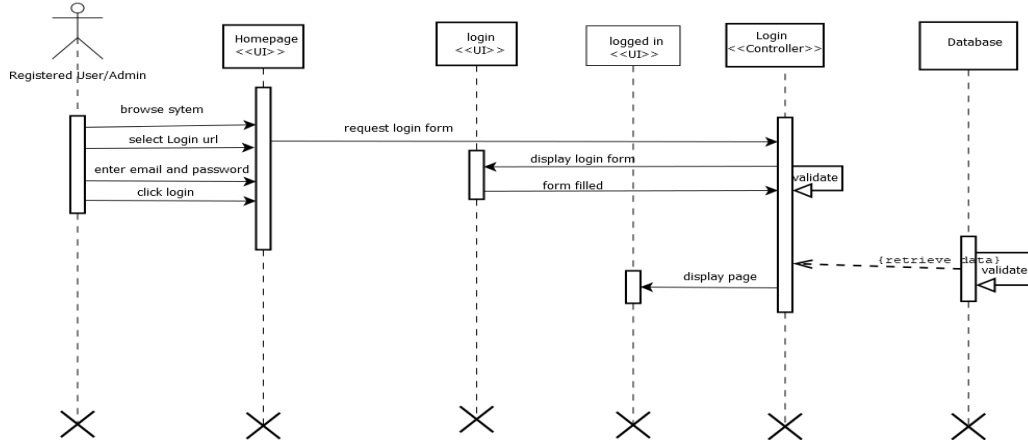 Registered User/Admin
Homepage
<<UI>>
login
<<UI>>
logged in
<<UI>>
Login
<<Controller>>
Database
browse sytem
select Login url
request login form
enter email and password
display login form
validate
click login
form filled
{retrieve data}
validate
display page